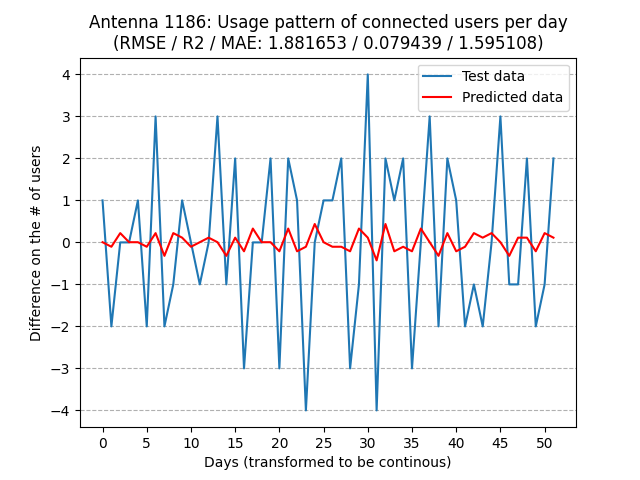 Antenna 1186: Usage pattern of connected users per day
(RMSE / R2 / MAE: 1.881653 / 0.079439 / 1.595108)
Test data
Predicted data
Difference on the # of users
4
3
2
1
0
−1
−2
−3
−4
0 5 10 15 20 25 30 35 40 45 50
Days (transformed to be continous)